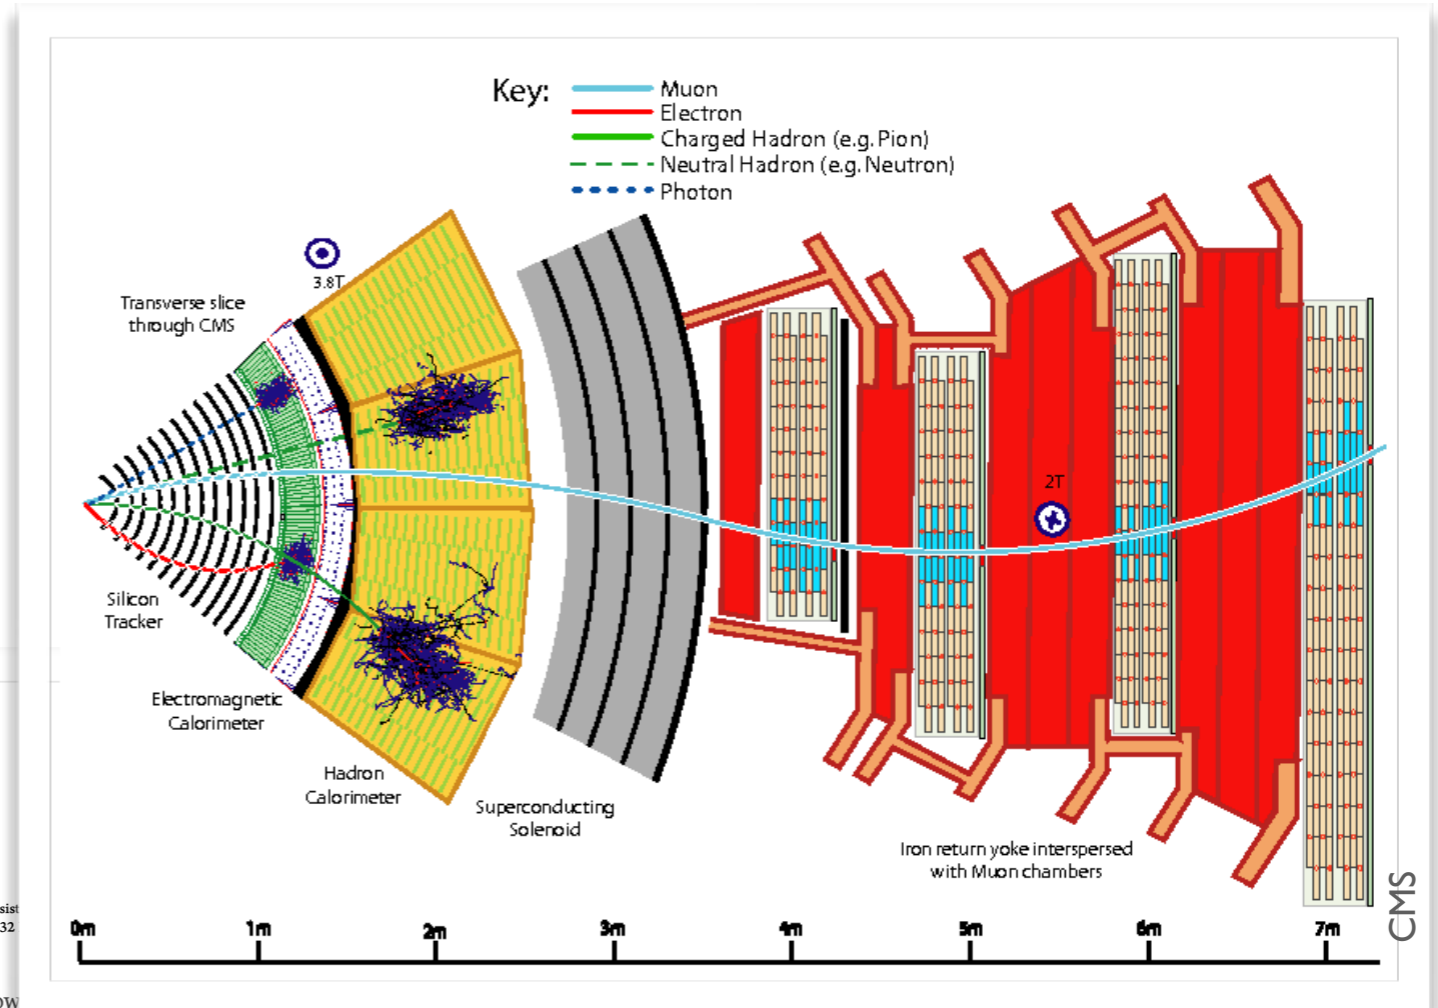 Key:
Muon
Electron
Charged Hadron (e.g. Pion)
Neutral Hadron (e.g. Neutron)
Photon
3.8T
Transverse slice
through CMS
2T
Silicon
Tracker
Electromagnetic
Calorimeter
Hadron
Calorimeter
Superconducting
Solenoid
Iron return yoke interspersed
with Muon chambers
CMS
32
0m 1m 2m 3m 4m 5m 6m 7m